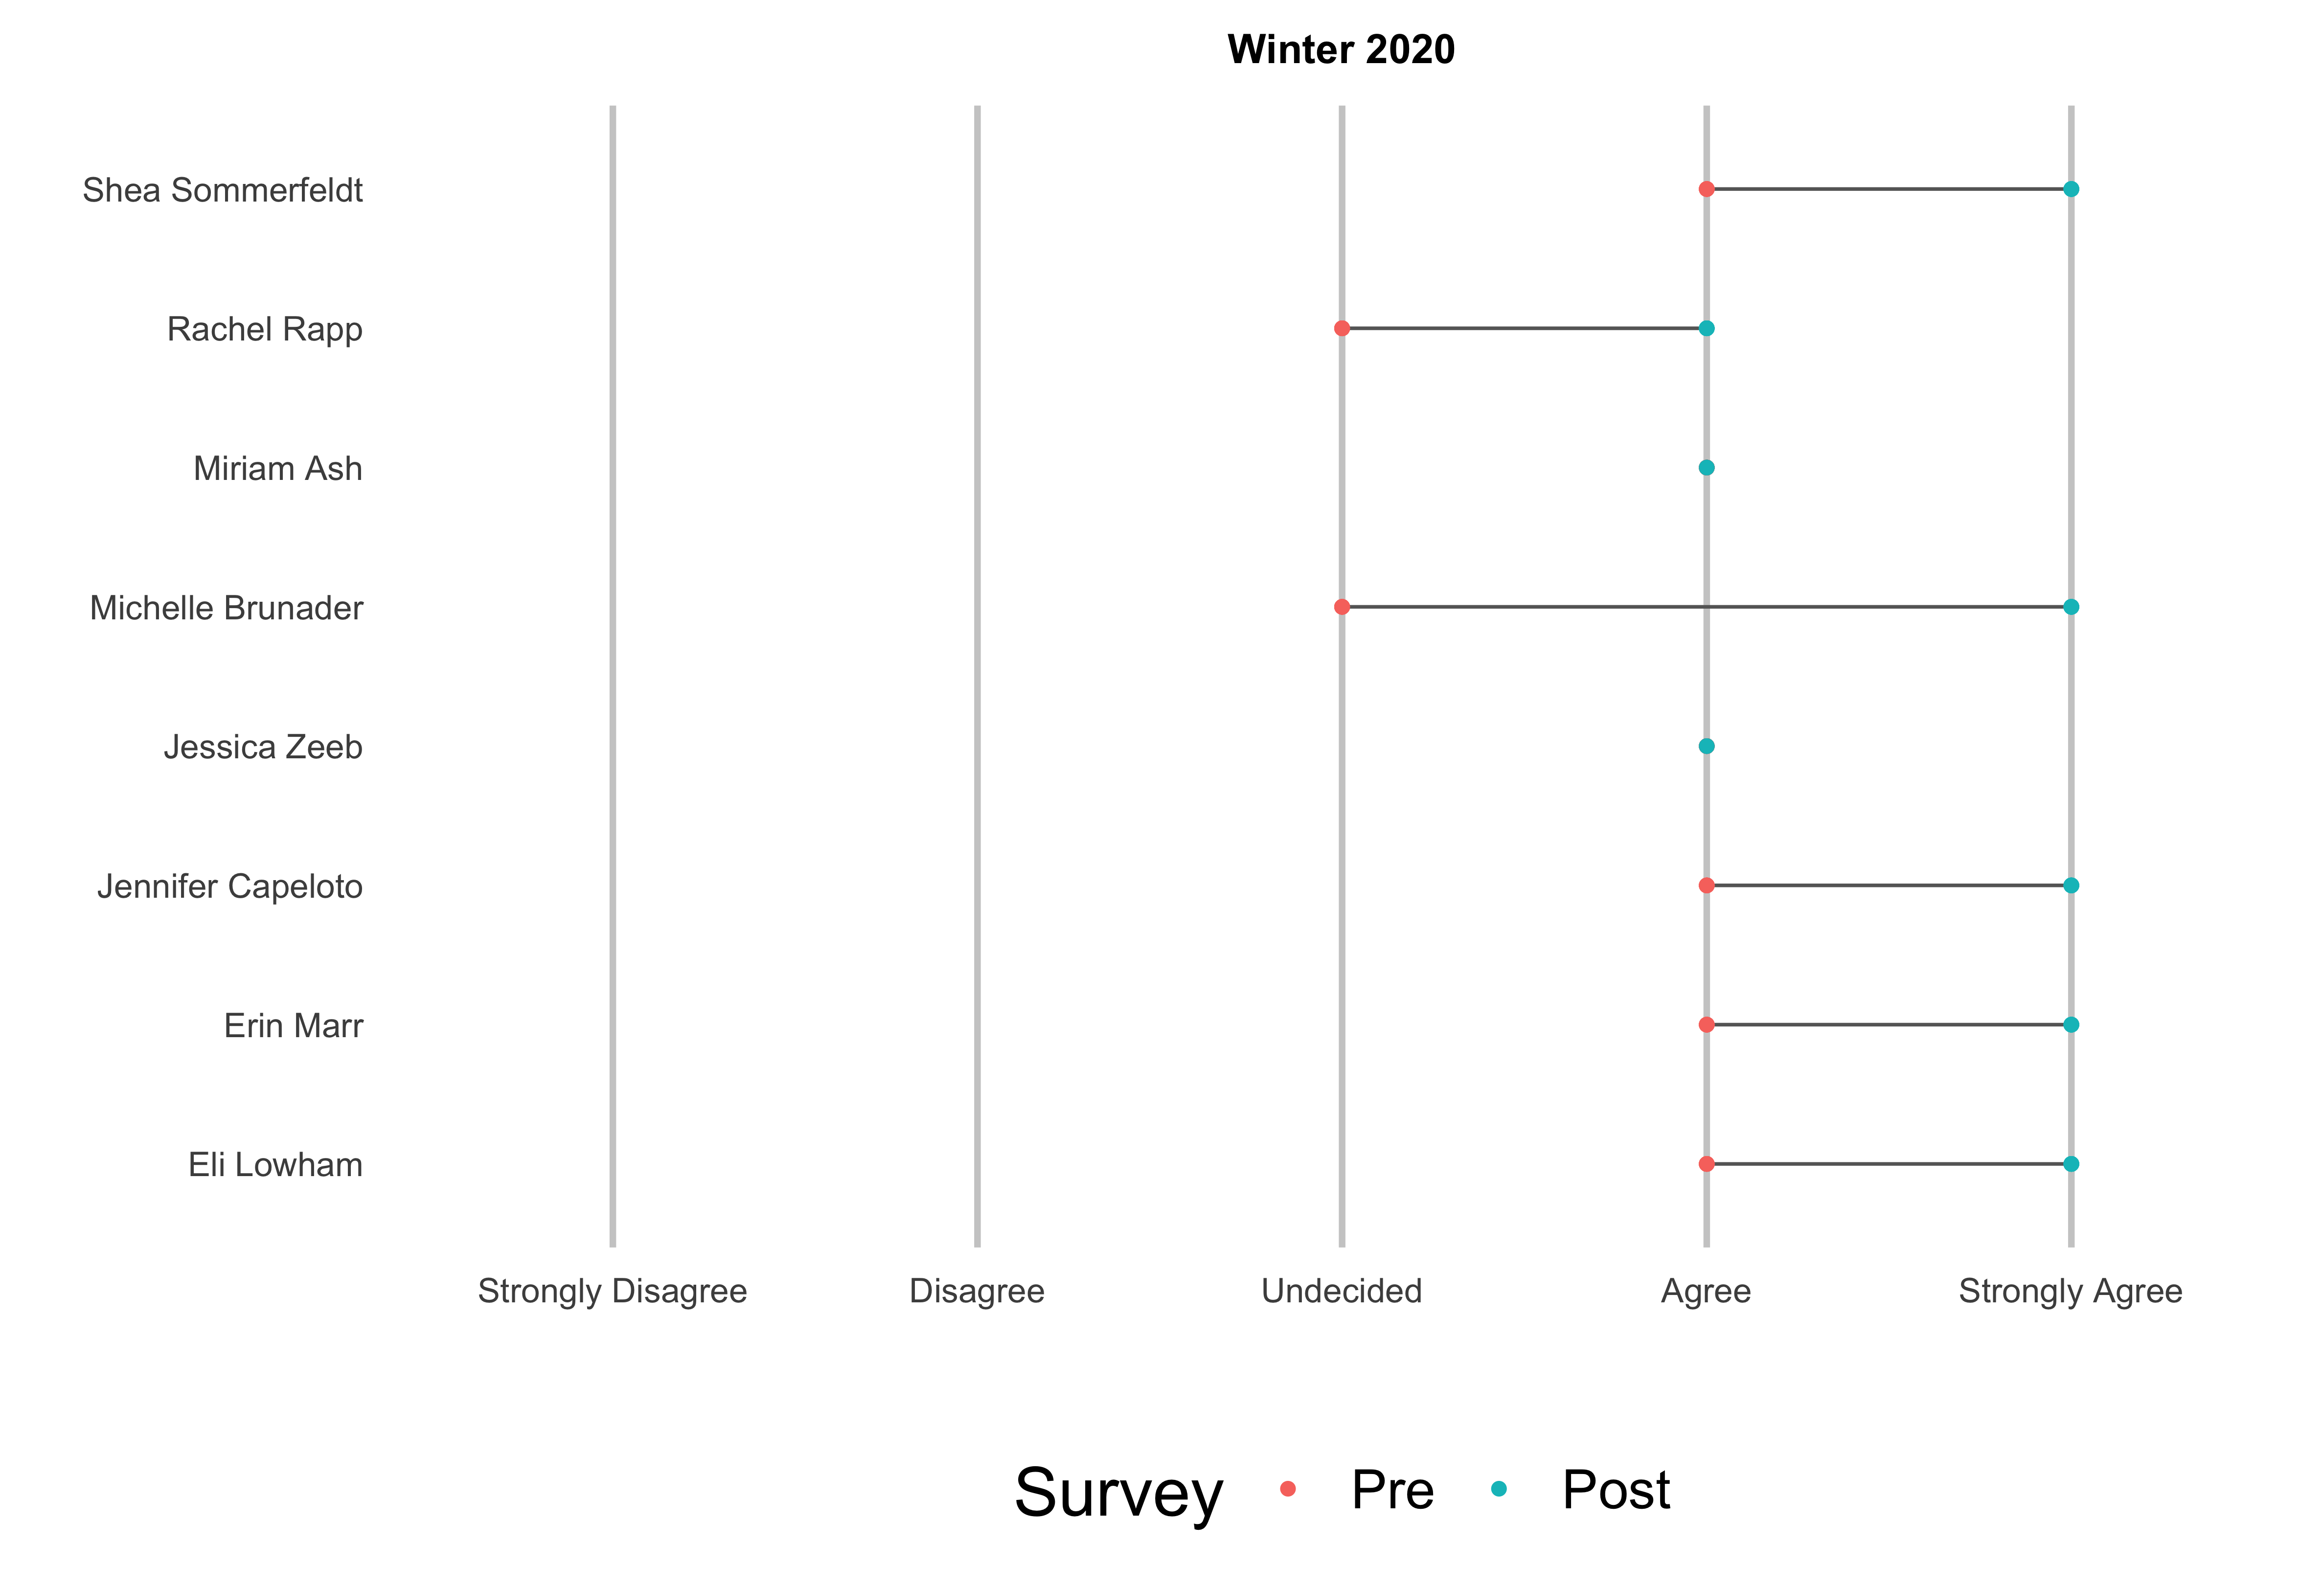 Winter 2020
Shea Sommerfeldt
Rachel Rapp
Miriam Ash
Michelle Brunader
Jessica Zeeb
Jennifer Capeloto
Erin Marr
Eli Lowham
Strongly Disagree Disagree Undecided Agree Strongly Agree
Survey Pre Post